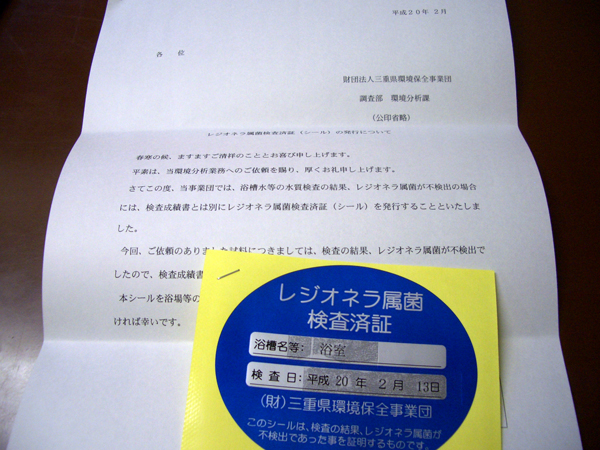 平成20年 2月
各 位
財団法人三重県環境保全事業団
調査部 環境分析課
(公印省略)
レジオネラ属菌検査済証(シール)の発行について
春寒の候、ますますご清祥のこととお喜び申し上げます。
平素は、当環境分析業務へのご依頼を賜り、厚くお礼申し上げます。
さてこの度、当事業団では、浴槽水等の水質検査の結果、レジオネラ属菌が不検出の場合
には、検査成績書とは別にレジオネラ属菌検査済証(シール)を発行することといたしま
した。
今回、ご依頼のありました試料につきましては、検査の結果、レジオネラ属菌が不検出で
したので、検査成績書
本シールを浴場等の
ければ幸いです。
レジオネラ属菌
検査済証
浴槽名等: 浴室
検査日: 平成 20 年 2 月 13日
(財)三重県環境保全事業団
このシールは、検査の結果、レジオネラ属菌が
不検出であった事を証明するものです。